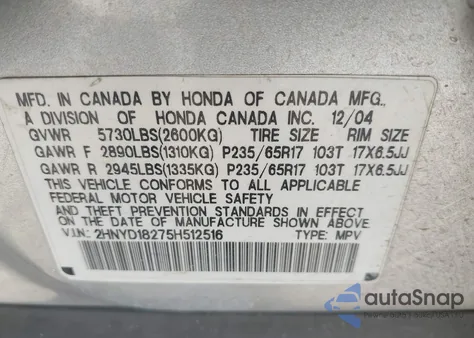 MFD. IN CANADA BY HONDA OF CANADA MFG.,
A DIVISION OF HONDA CANADA INC. 12/04
GVWR 5730LBS(2600KG) TIRE SIZE RIM SIZE
GAWR F 2890LBS(1310KG) P235/65R17 103T 17X6.5JJ
GAWR R 2945LBS(1335KG) P235/65R17 103T 17X6.5JJ
THIS VEHICLE CONFORMS TO ALL APPLICABLE
FEDERAL MOTOR VEHICLE SAFETY, BUMPER,
AND THEFT PREVENTION STANDARDS IN EFFECT
ON THE DATE OF MANUFACTURE SHOWN ABOVE.
V.I.N.: 2HNYD18275H512516 TYPE: MPV
autoSnap